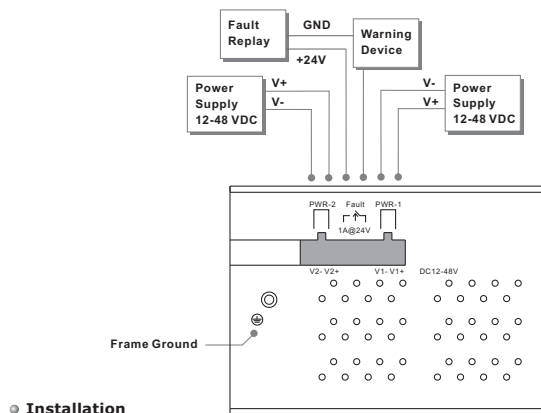 Fault
Replay
GND
+24V
Warning
Device
Power
Supply
12-48 VDC
V+
V-
V-
V+
Power
Supply
12-48 VDC
PWR-2 Fault PWR-1
1A@24V
V2- V2+ V1- V1+ DC12-48V
Frame Ground
Installation